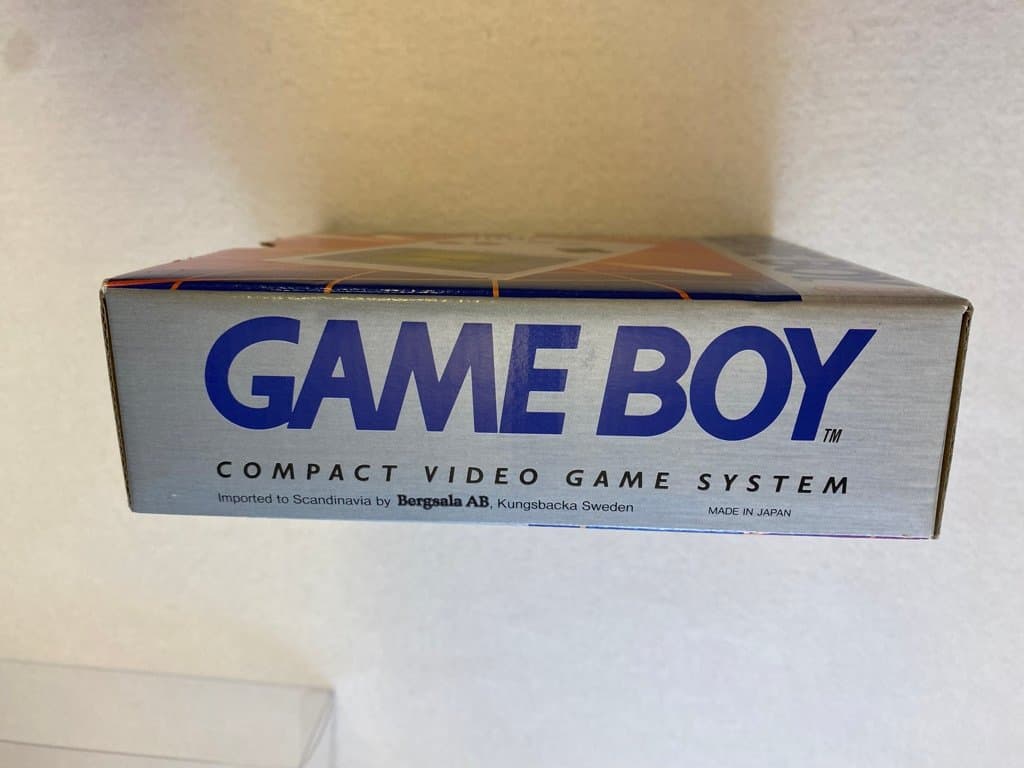 GAME BOY™
COMPACT VIDEO GAME SYSTEM
Imported to Scandinavia by Bergsala AB, Kungsbacka Sweden
MADE IN JAPAN